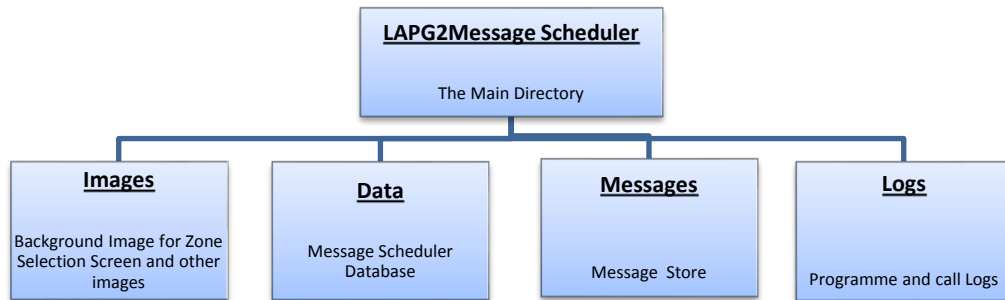 LAPG2Message Scheduler
The Main Directory
Images
Background Image for Zone
Selection Screen and other
images
Data
Message Scheduler
Database
Messages
Message Store
Logs
Programme and call Logs